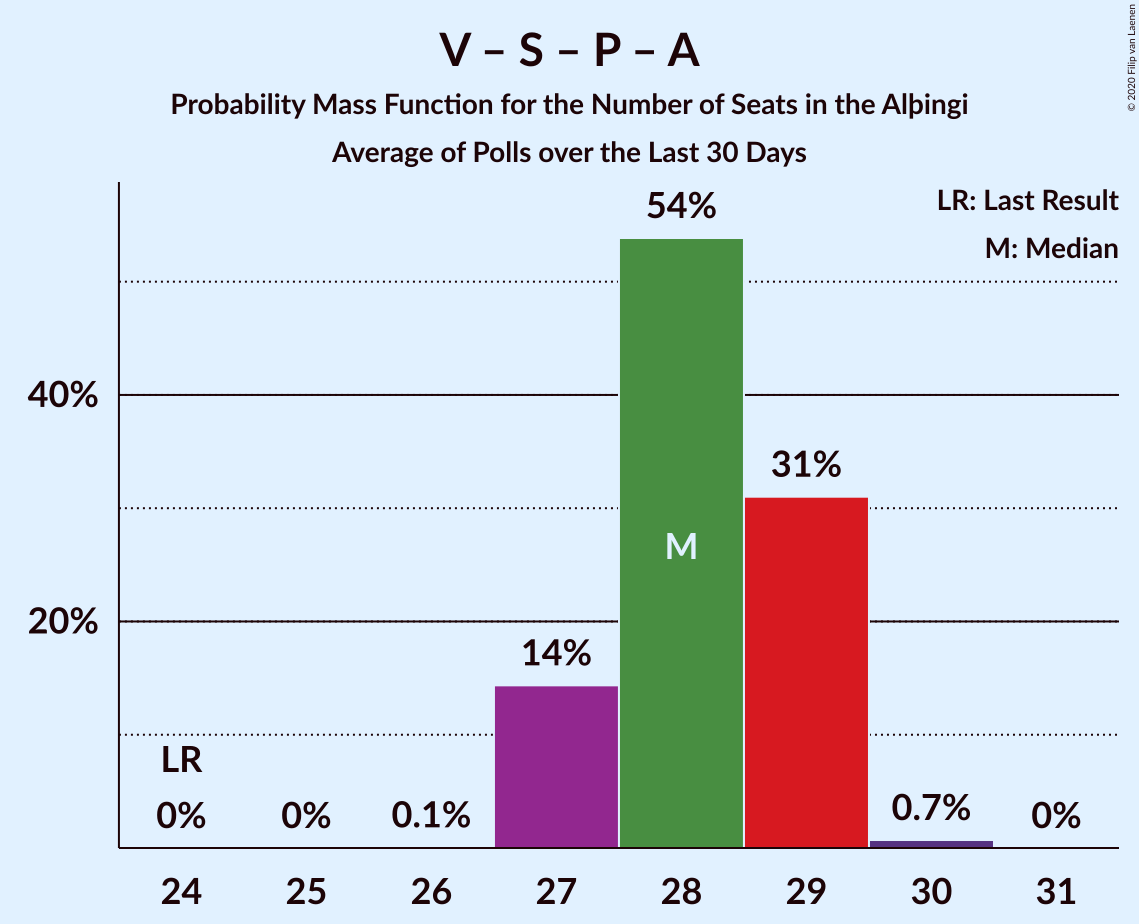 V – S – P – A
Probability Mass Function for the Number of Seats in the Alþingi
Average of Polls over the Last 30 Days
© 2020 Filip van Laenen
LR: Last Result
M: Median
54%
40%
31%
M
20%
14%
LR
0%
0%
0.1%
0.7%
0%
24
25
26
27
28
29
30
31